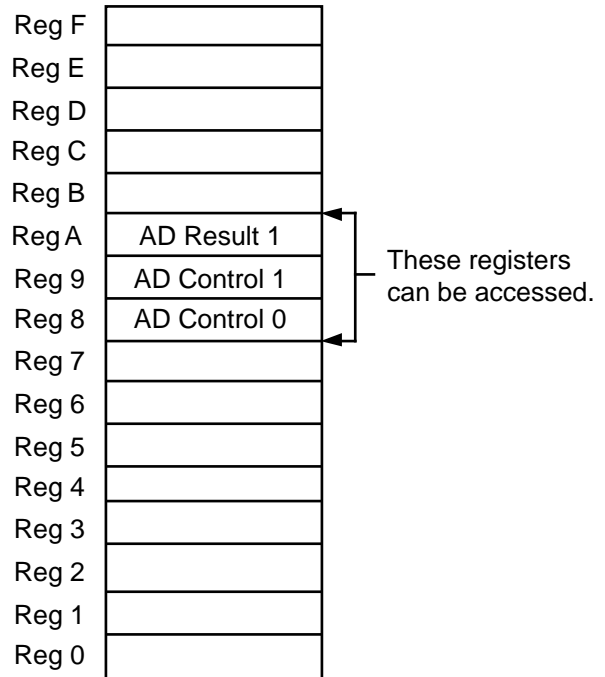 Reg F
Reg E
Reg D
Reg C
Reg B
Reg A AD Result 1
Reg 9 AD Control 1
Reg 8 AD Control 0
These registers
can be accessed.
Reg 7
Reg 6
Reg 5
Reg 4
Reg 3
Reg 2
Reg 1
Reg 0